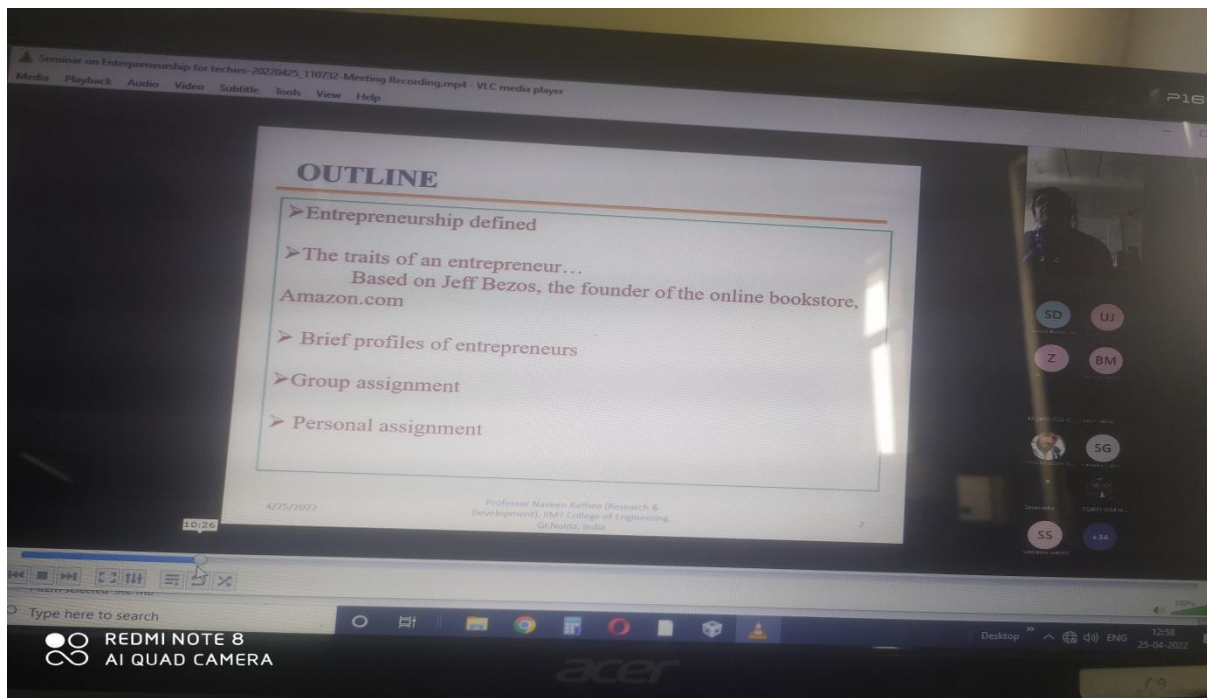 Seminar on Enterpreneurship for techies-20220425_110732-Meeting Recording.mp4 - VLC media player
Media Playback Audio Video Subtitle Tools View Help
P16
OUTLINE
➢Entrepreneurship defined
➢The traits of an entrepreneur…
Based on Jeff Bezos, the founder of the online bookstore,
Amazon.com
➢ Brief profiles of entrepreneurs
➢Group assignment
➢ Personal assignment
4/25/2022
Professor Naveen Rathee (Research &
Development), IIMT College of Engineering,
Gr.Noida, India
2
SD
UJ
Z
BM
SG
SS
+34
10:26
Type here to search
Desktop
ENG
12:58
25-04-2022
REDMI NOTE 8
AI QUAD CAMERA
acer